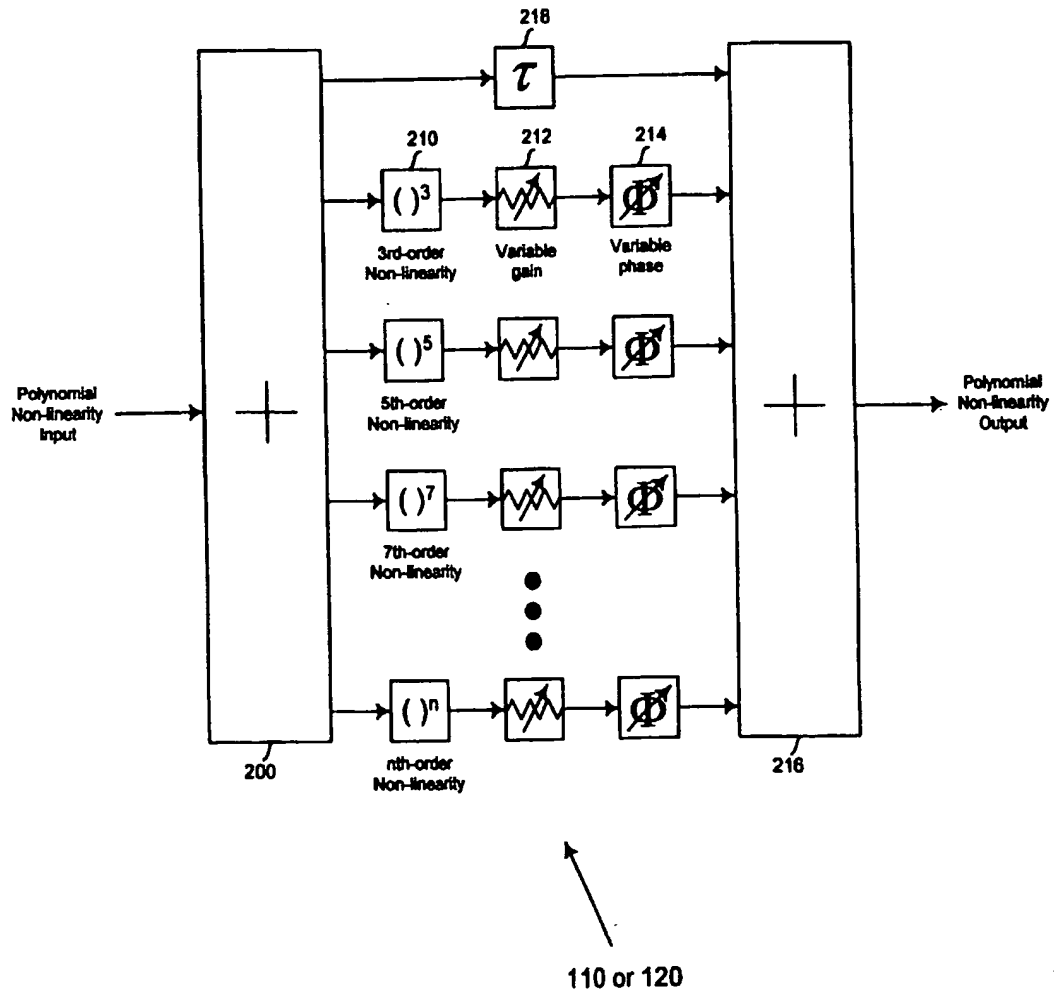 218
τ
210
212
214
( )3
Φ
3rd-order
Non-linearity
Variable
gain
Variable
phase
( )5
Φ
5th-order
Non-linearity
Polynomial
Non-linearity
Input
+
+
Polynomial
Non-linearity
Output
( )7
Φ
7th-order
Non-linearity
( )n
Φ
nth-order
Non-linearity
200
216
110 or 120